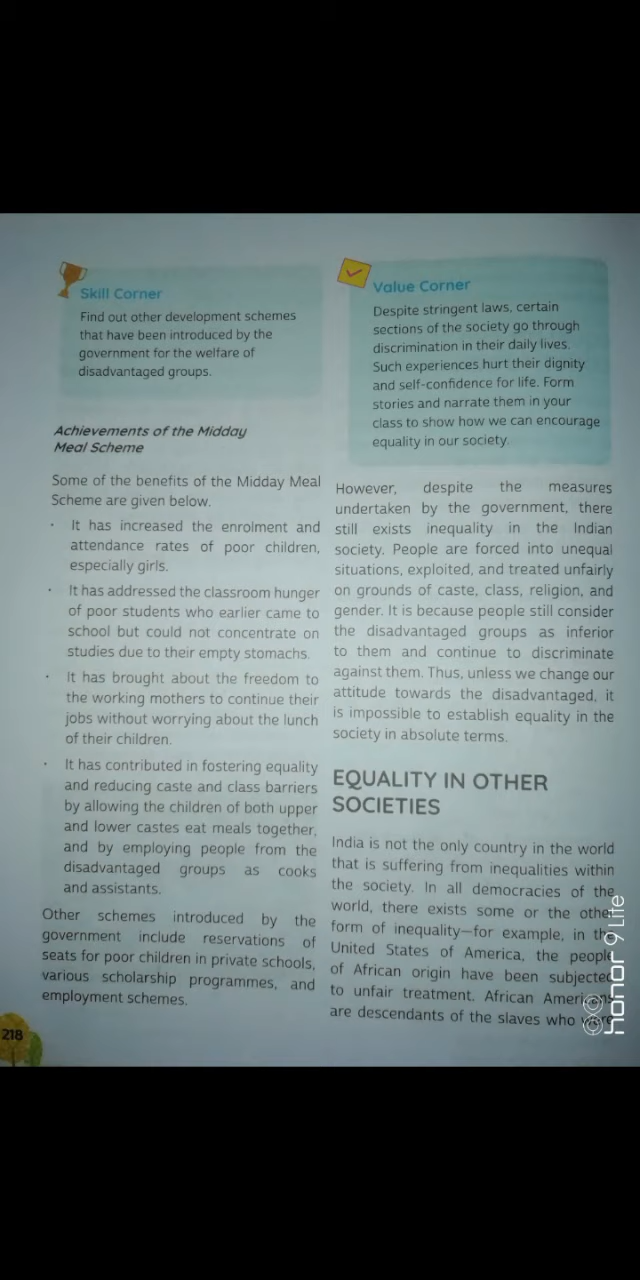 Skill Corner
Find out other development schemes
that have been introduced by the
government for the welfare of
disadvantaged groups.
Achievements of the Midday
Meal Scheme
Some of the benefits of the Midday Meal
Scheme are given below.
· It has increased the enrolment and
attendance rates of poor children,
especially girls.
· It has addressed the classroom hunger
of poor students who earlier came to
school but could not concentrate on
studies due to their empty stomachs.
· It has brought about the freedom to
the working mothers to continue their
jobs without worrying about the lunch
of their children.
· It has contributed in fostering equality
and reducing caste and class barriers
by allowing the children of both upper
and lower castes eat meals together,
and by employing people from the
disadvantaged groups as cooks
and assistants.
Other schemes introduced by the
government include reservations of
seats for poor children in private schools,
various scholarship programmes, and
employment schemes.
218
Value Corner
Despite stringent laws, certain
sections of the society go through
discrimination in their daily lives.
Such experiences hurt their dignity
and self-confidence for life. Form
stories and narrate them in your
class to show how we can encourage
equality in our society.
However, despite the measures
undertaken by the government, there
still exists inequality in the Indian
society. People are forced into unequal
situations, exploited, and treated unfairly
on grounds of caste, class, religion, and
gender. It is because people still consider
the disadvantaged groups as inferior
to them and continue to discriminate
against them. Thus, unless we change our
attitude towards the disadvantaged, it
is impossible to establish equality in the
society in absolute terms.
EQUALITY IN OTHER
SOCIETIES
India is not the only country in the world
that is suffering from inequalities within
the society. In all democracies of the
world, there exists some or the other
form of inequality—for example, in the
United States of America, the people
of African origin have been subjected
to unfair treatment. African Americans
are descendants of the slaves who were
honor 9 Lite